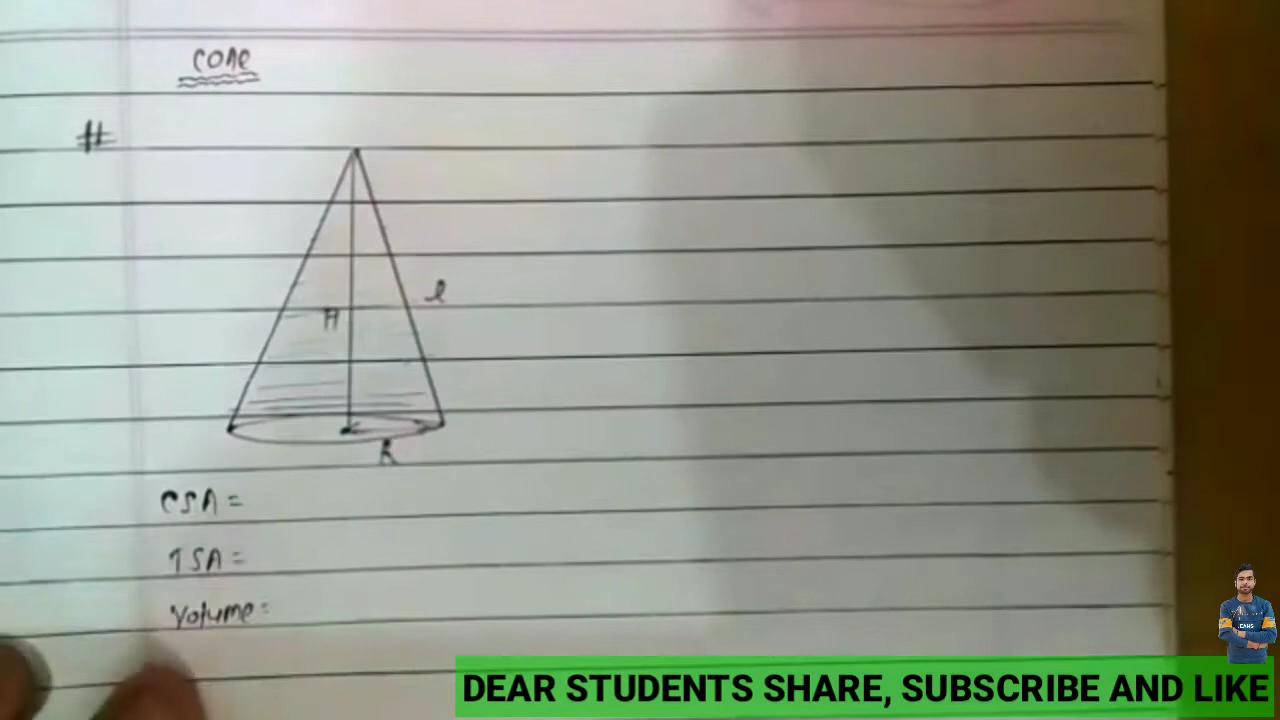 cone
#
l
H
R
CSA =
TSA =
Volume =
DEAR STUDENTS SHARE, SUBSCRIBE AND LIKE